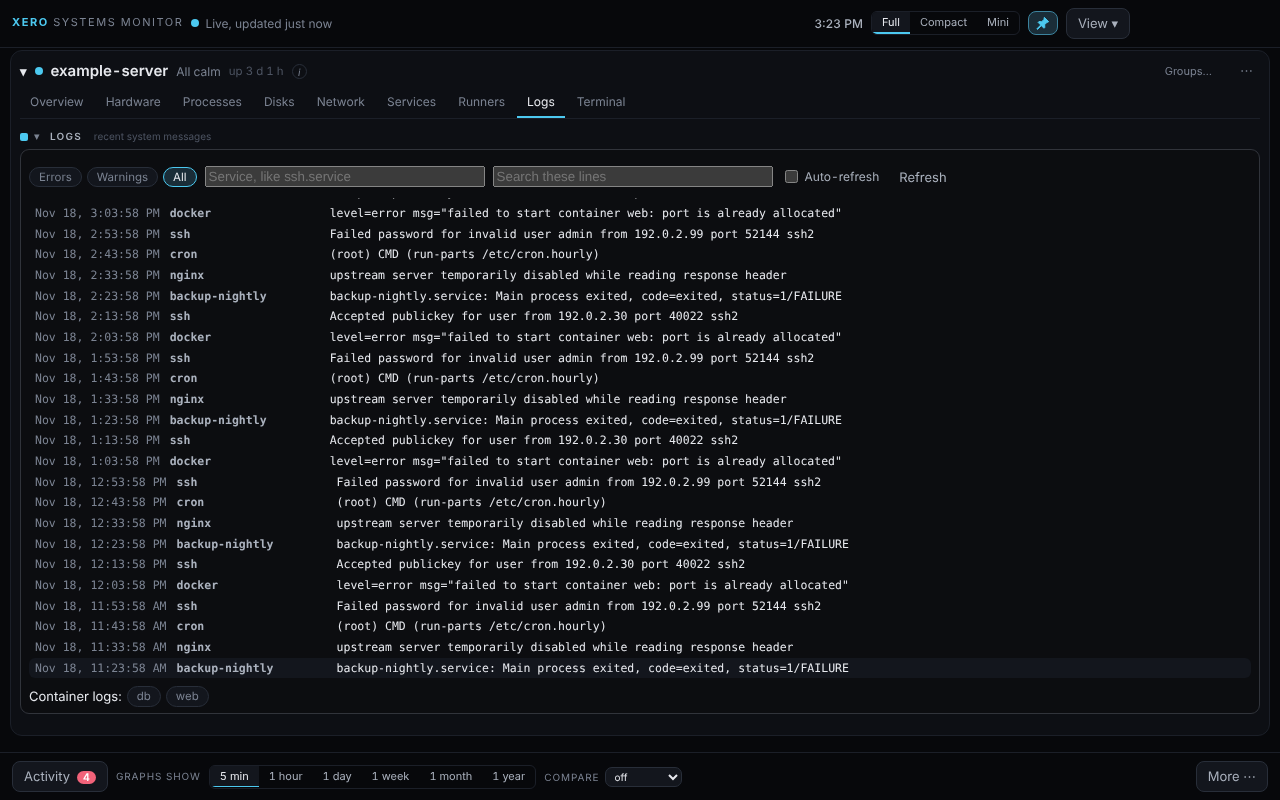 XERO SYSTEMS MONITOR Live, updated just now 3:23 PM Full Compact Mini View ▾
▾ example-server All calm up 3 d 1 h i Groups... ⋯
Overview Hardware Processes Disks Network Services Runners Logs Terminal
▾ LOGS recent system messages
Errors Warnings All Service, like ssh.service Search these lines Auto-refresh Refresh
Nov 18, 3:03:58 PM docker level=error msg="failed to start container web: port is already allocated"
Nov 18, 2:53:58 PM ssh Failed password for invalid user admin from 192.0.2.99 port 52144 ssh2
Nov 18, 2:43:58 PM cron (root) CMD (run-parts /etc/cron.hourly)
Nov 18, 2:33:58 PM nginx upstream server temporarily disabled while reading response header
Nov 18, 2:23:58 PM backup-nightly backup-nightly.service: Main process exited, code=exited, status=1/FAILURE
Nov 18, 2:13:58 PM ssh Accepted publickey for user from 192.0.2.30 port 40022 ssh2
Nov 18, 2:03:58 PM docker level=error msg="failed to start container web: port is already allocated"
Nov 18, 1:53:58 PM ssh Failed password for invalid user admin from 192.0.2.99 port 52144 ssh2
Nov 18, 1:43:58 PM cron (root) CMD (run-parts /etc/cron.hourly)
Nov 18, 1:33:58 PM nginx upstream server temporarily disabled while reading response header
Nov 18, 1:23:58 PM backup-nightly backup-nightly.service: Main process exited, code=exited, status=1/FAILURE
Nov 18, 1:13:58 PM ssh Accepted publickey for user from 192.0.2.30 port 40022 ssh2
Nov 18, 1:03:58 PM docker level=error msg="failed to start container web: port is already allocated"
Nov 18, 12:53:58 PM ssh Failed password for invalid user admin from 192.0.2.99 port 52144 ssh2
Nov 18, 12:43:58 PM cron (root) CMD (run-parts /etc/cron.hourly)
Nov 18, 12:33:58 PM nginx upstream server temporarily disabled while reading response header
Nov 18, 12:23:58 PM backup-nightly backup-nightly.service: Main process exited, code=exited, status=1/FAILURE
Nov 18, 12:13:58 PM ssh Accepted publickey for user from 192.0.2.30 port 40022 ssh2
Nov 18, 12:03:58 PM docker level=error msg="failed to start container web: port is already allocated"
Nov 18, 11:53:58 AM ssh Failed password for invalid user admin from 192.0.2.99 port 52144 ssh2
Nov 18, 11:43:58 AM cron (root) CMD (run-parts /etc/cron.hourly)
Nov 18, 11:33:58 AM nginx upstream server temporarily disabled while reading response header
Nov 18, 11:23:58 AM backup-nightly backup-nightly.service: Main process exited, code=exited, status=1/FAILURE
Container logs: db web
Activity 4 GRAPHS SHOW 5 min 1 hour 1 day 1 week 1 month 1 year COMPARE off More ⋯